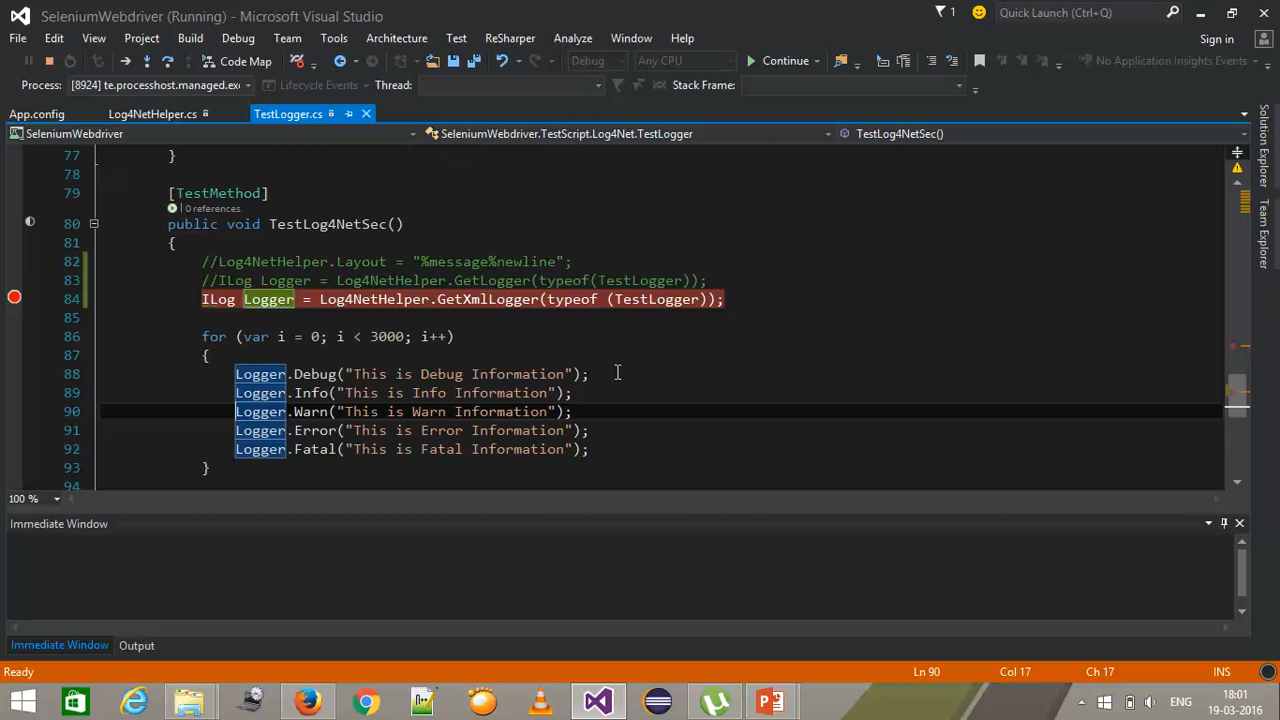 SeleniumWebdriver (Running) - Microsoft Visual Studio
1
Quick Launch (Ctrl+Q)
File Edit View Project Build Debug Team Tools Architecture Test ReSharper Analyze Window Help
Sign in
Code Map Debug Any CPU Continue No Application Insights Events
Process: [8924] te.processhost.managed.ex Lifecycle Events Thread: Stack Frame:
App.config Log4NetHelper.cs TestLogger.cs
SeleniumWebdriver SeleniumWebdriver.TestScript.Log4Net.TestLogger TestLog4NetSec()
77 }
78
79 [TestMethod]
0 references
80 public void TestLog4NetSec()
81 {
82 //Log4NetHelper.Layout = "%message%newline";
83 //ILog Logger = Log4NetHelper.GetLogger(typeof(TestLogger));
84 ILog Logger = Log4NetHelper.GetXmlLogger(typeof (TestLogger));
85
86 for (var i = 0; i < 3000; i++)
87 {
88 Logger.Debug("This is Debug Information");
89 Logger.Info("This is Info Information");
90 Logger.Warn("This is Warn Information");
91 Logger.Error("This is Error Information");
92 Logger.Fatal("This is Fatal Information");
93 }
94
100 %
Immediate Window
Immediate Window Output
Ready Ln 90 Col 17 Ch 17 INS
ENG 18:01
19-03-2016
Solution Explorer
Team Explorer